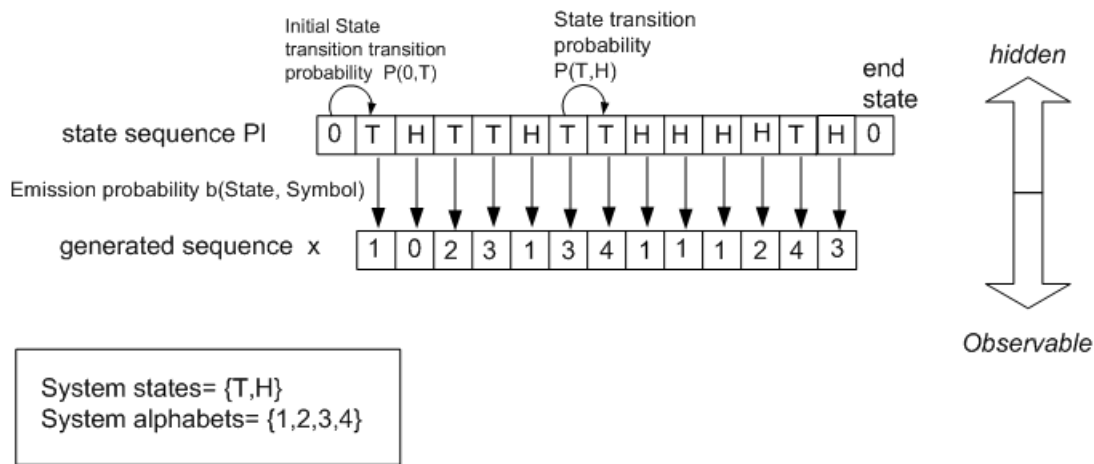 Initial State
transition transition
probability P(0,T)
State transition
probability
P(T,H)
end
state
hidden
state sequence PI
0 T H T T H T T H H H T H 0
Emission probability b(State, Symbol)
generated sequence x
1 0 2 3 1 3 4 1 1 1 2 4 3
Observable
System states= {T,H}
System alphabets= {1,2,3,4}